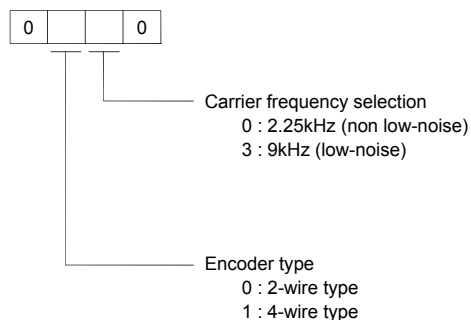 0 0
Carrier frequency selection
0 : 2.25kHz (non low-noise)
3 : 9kHz (low-noise)
Encoder type
0 : 2-wire type
1 : 4-wire type